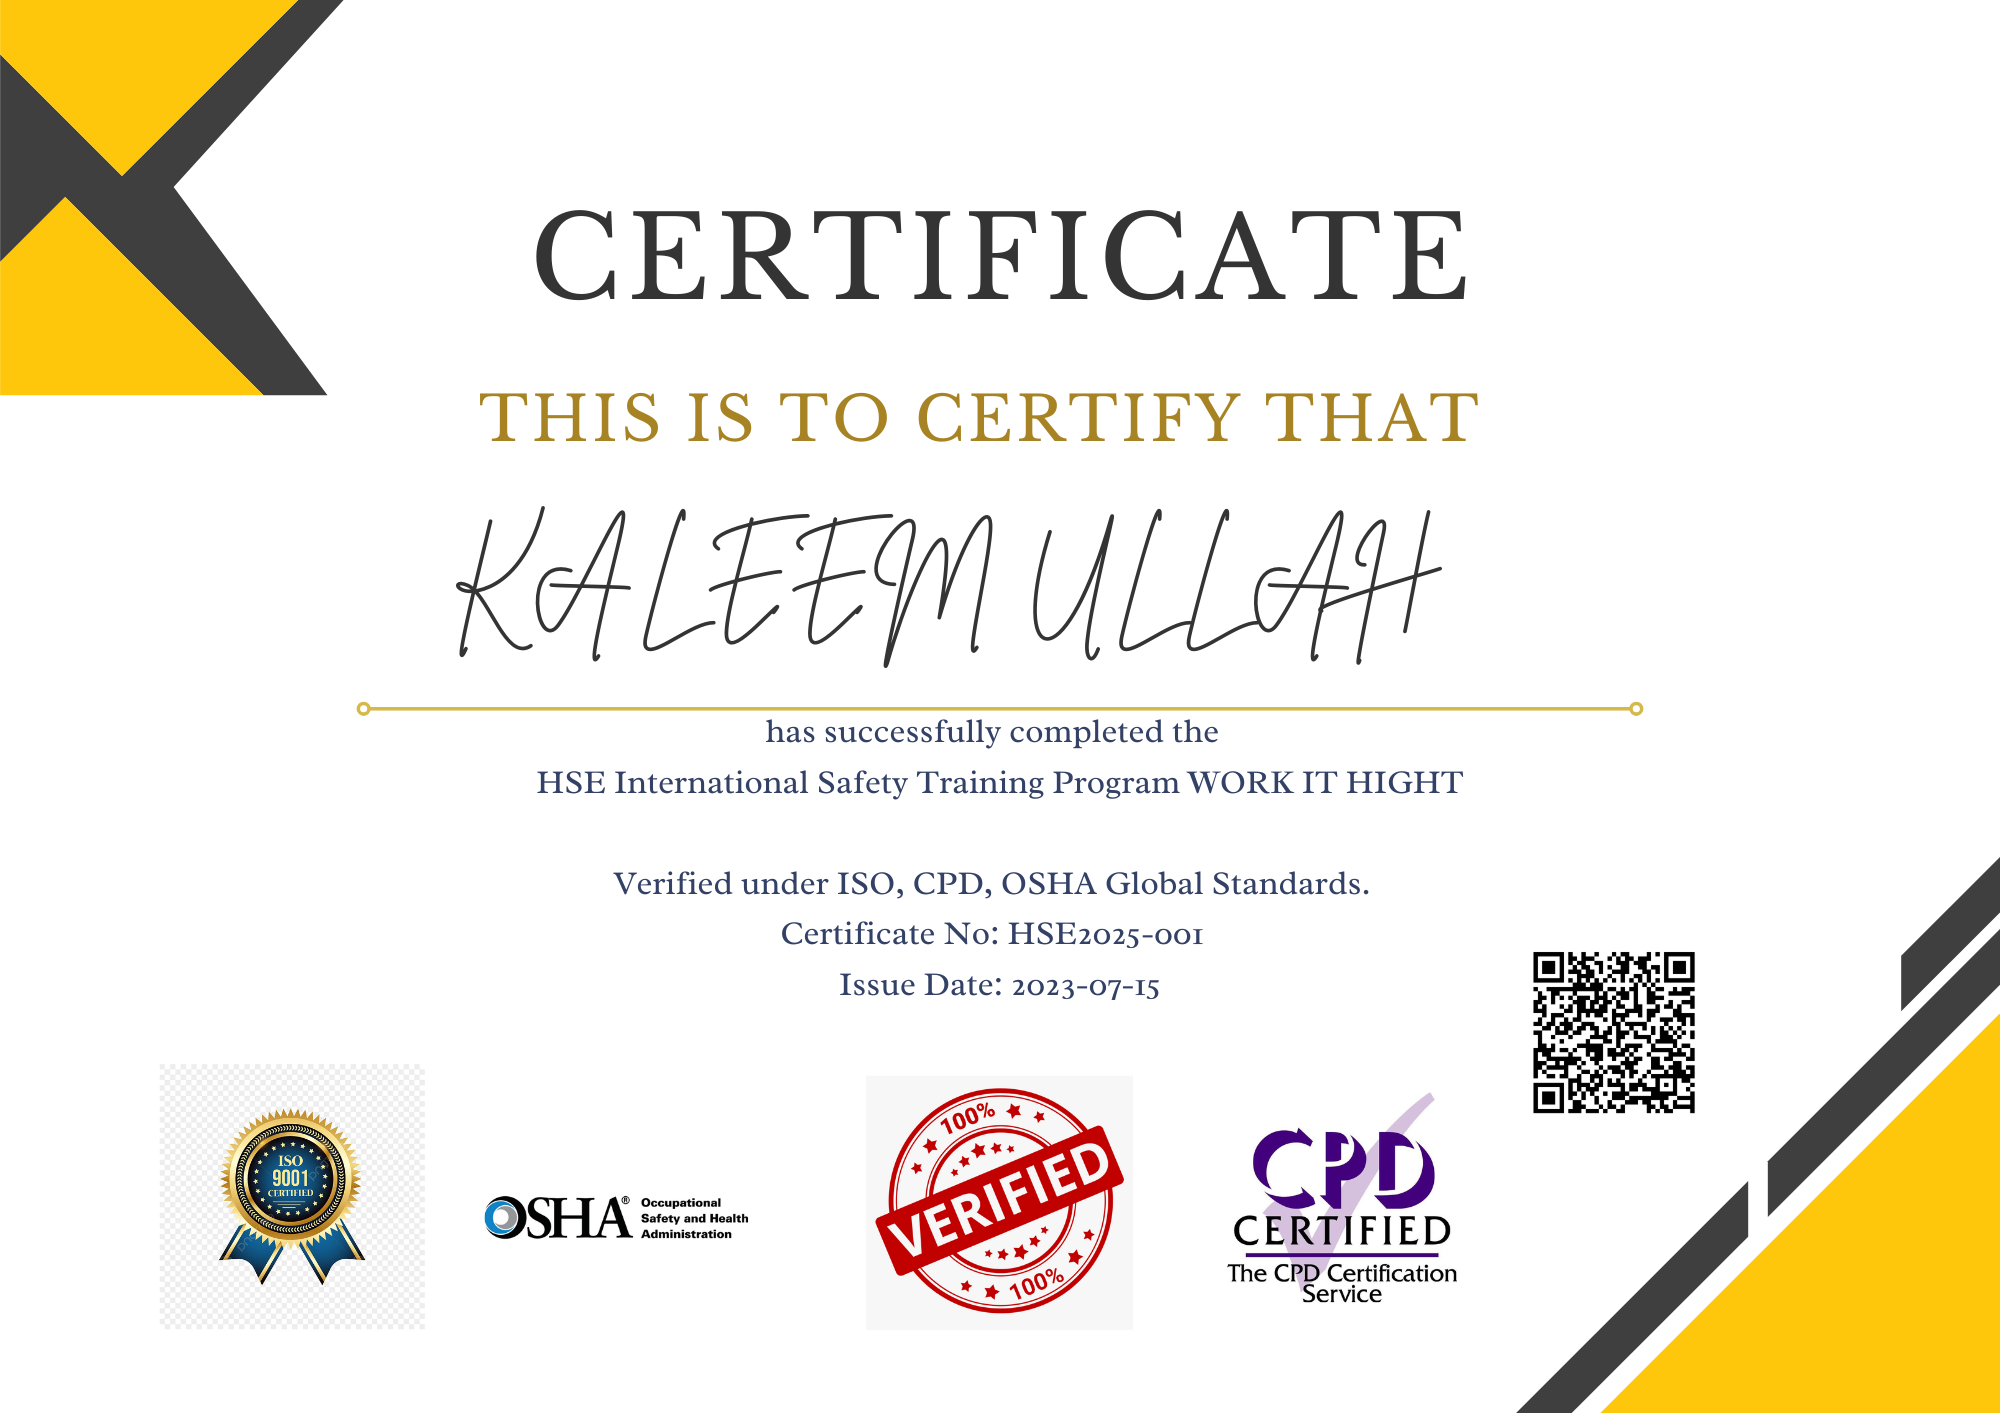 CERTIFICATE
THIS IS TO CERTIFY THAT
KALEEM ULLAH
has successfully completed the
HSE International Safety Training Program WORK IT HIGHT
Verified under ISO, CPD, OSHA Global Standards.
Certificate No: HSE2025-001
Issue Date: 2023-07-15
ISO
9001
CERTIFIED
OSHA®
Occupational
Safety and Health
Administration
100%
VERIFIED
100%
CPD
CERTIFIED
The CPD Certification
Service